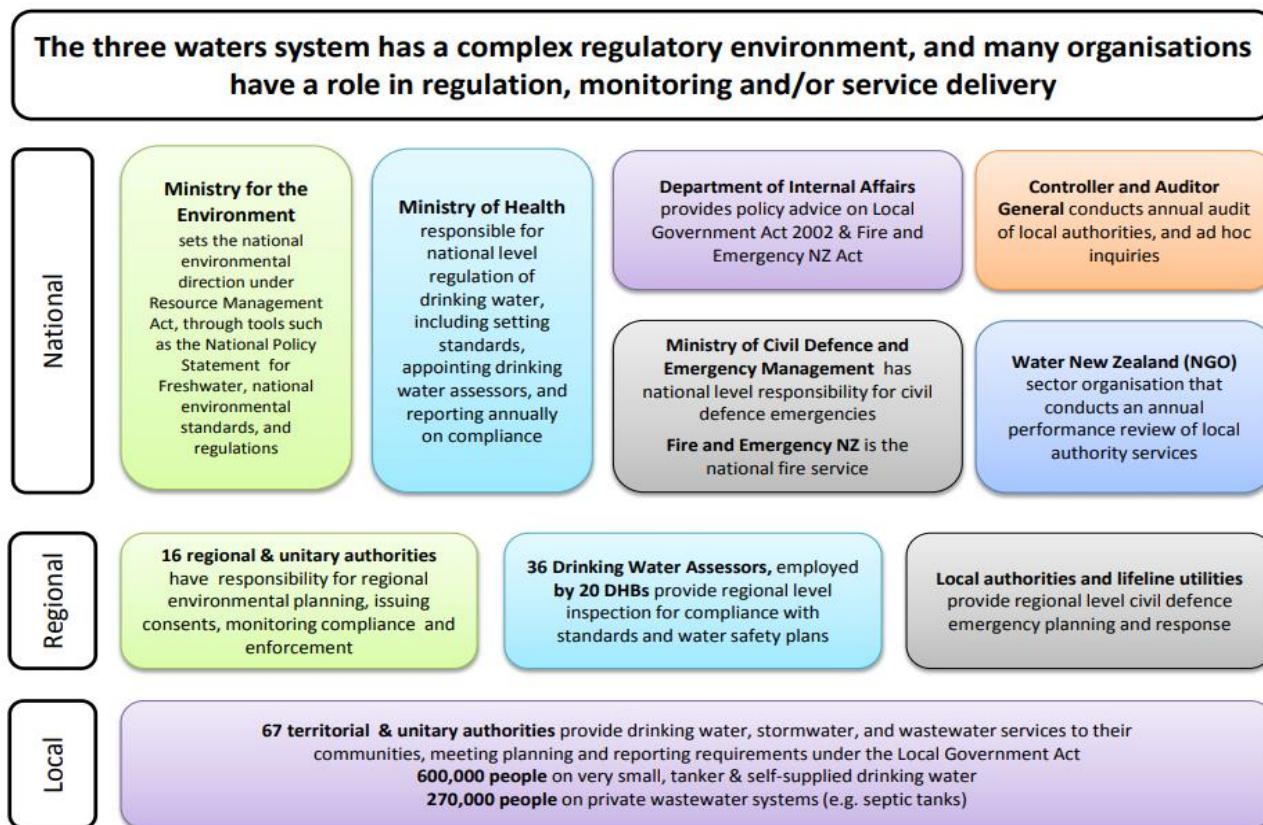 The three waters system has a complex regulatory environment, and many organisations
have a role in regulation, monitoring and/or service delivery
National
Ministry for the
Environment
sets the national
environmental
direction under
Resource Management
Act, through tools such
as the National Policy
Statement for
Freshwater, national
environmental
standards, and
regulations
Ministry of Health
responsible for
national level
regulation of
drinking water,
including setting
standards,
appointing drinking
water assessors, and
reporting annually
on compliance
Department of Internal Affairs
provides policy advice on Local
Government Act 2002 & Fire and
Emergency NZ Act
Controller and Auditor
General conducts annual audit
of local authorities, and ad hoc
inquiries
Ministry of Civil Defence and
Emergency Management has
national level responsibility for civil
defence emergencies
Fire and Emergency NZ is the
national fire service
Water New Zealand (NGO)
sector organisation that
conducts an annual
performance review of local
authority services
Regional
16 regional & unitary authorities
have responsibility for regional
environmental planning, issuing
consents, monitoring compliance and
enforcement
36 Drinking Water Assessors, employed
by 20 DHBs provide regional level
inspection for compliance with
standards and water safety plans
Local authorities and lifeline utilities
provide regional level civil defence
emergency planning and response
Local
67 territorial & unitary authorities provide drinking water, stormwater, and wastewater services to their
communities, meeting planning and reporting requirements under the Local Government Act
600,000 people on very small, tanker & self-supplied drinking water
270,000 people on private wastewater systems (e.g. septic tanks)